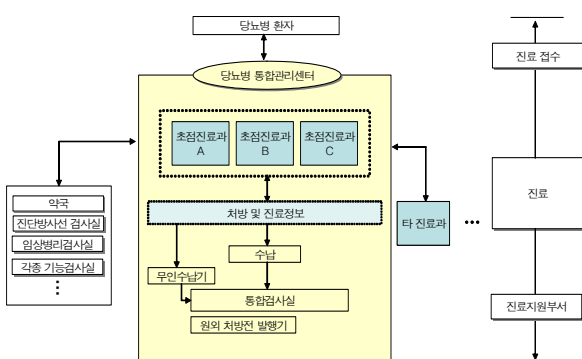 당뇨병 환자
당뇨병 통합관리센터
초점진료과
A
초점진료과
B
초점진료과
C
처방 및 진료정보
수납
무인수납기
통합검사실
원외 처방전 발행기
약국
진단방사선 검사실
임상병리검사실
각종 기능검사실
타 진료과
진료 접수
진료
진료지원부서